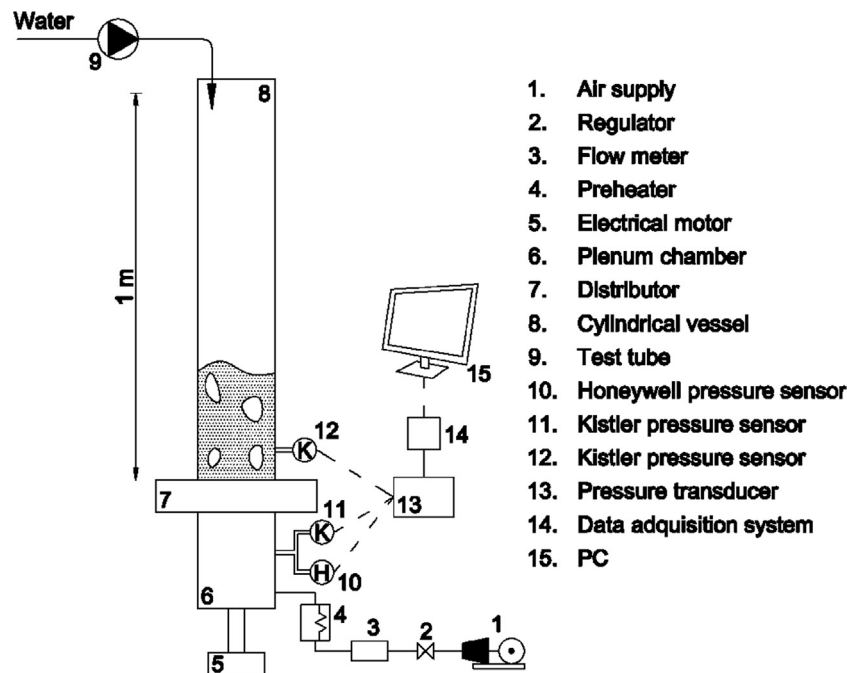 Water
9
8
1 m
15
12
14
7
13
11
10
6
4
3
2
1
5
K
K
H
1. Air supply
2. Regulator
3. Flow meter
4. Preheater
5. Electrical motor
6. Plenum chamber
7. Distributor
8. Cylindrical vessel
9. Test tube
10. Honeywell pressure sensor
11. Kistler pressure sensor
12. Kistler pressure sensor
13. Pressure transducer
14. Data adquisition system
15. PC